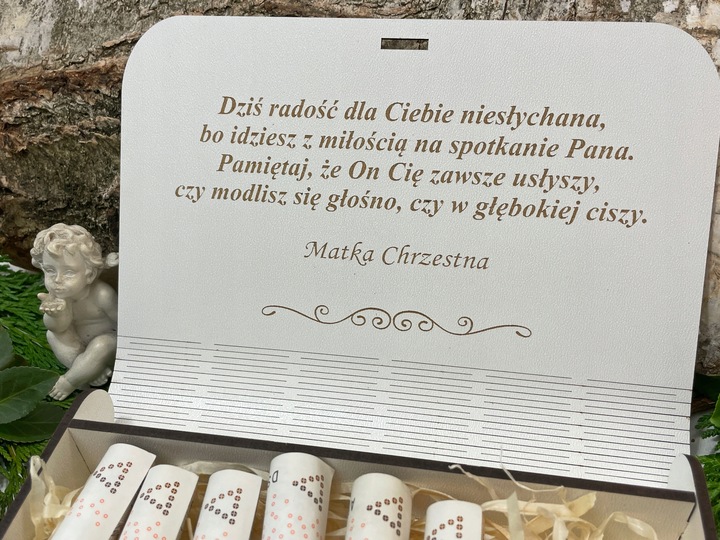 Dziś radość dla Ciebie niesłychana,
bo idziesz z miłością na spotkanie Pana.
Pamiętaj, że On Cię zawsze usłyszy,
czy modlisz się głośno, czy w głębokiej ciszy.
Matka Chrzestna